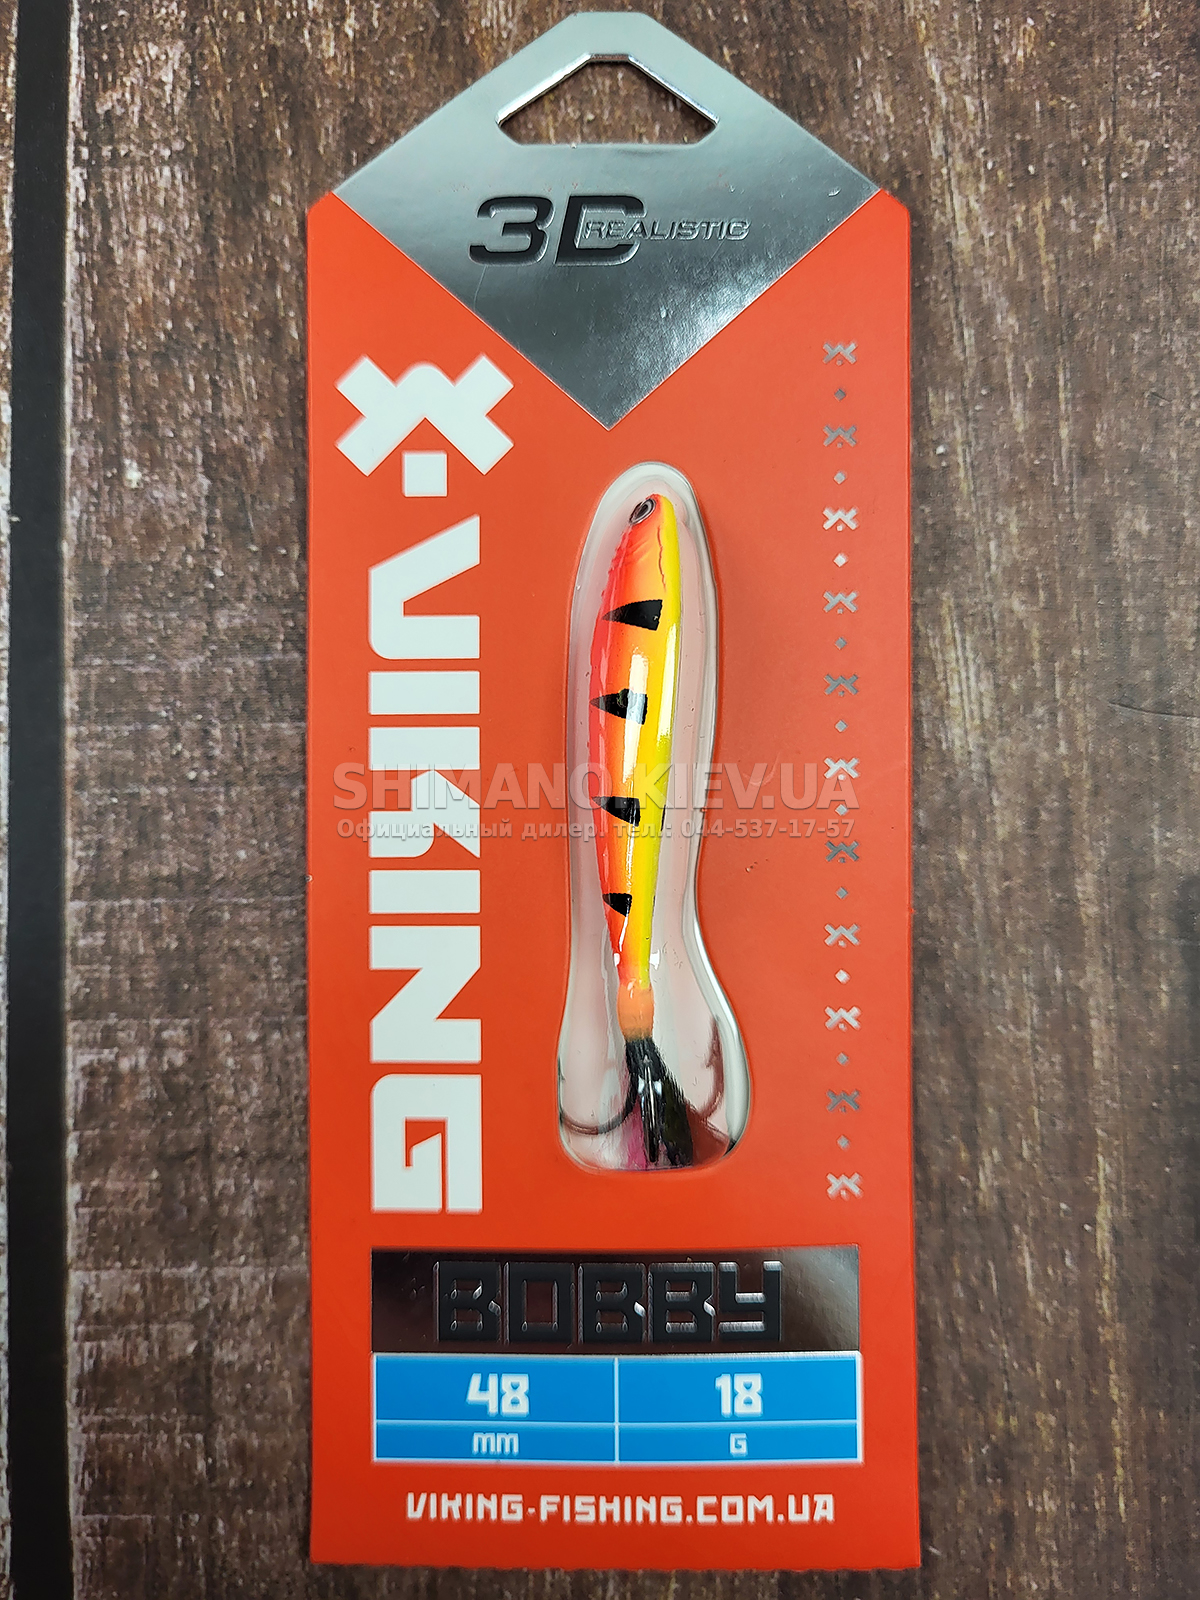 3D REALISTIC
VIKING
SHIMANO.KIEV.UA
Официальный дилер. тел.: 044-537-17-57
BOBBY
48 18
mm G
VIKING-FISHING.COM.UA